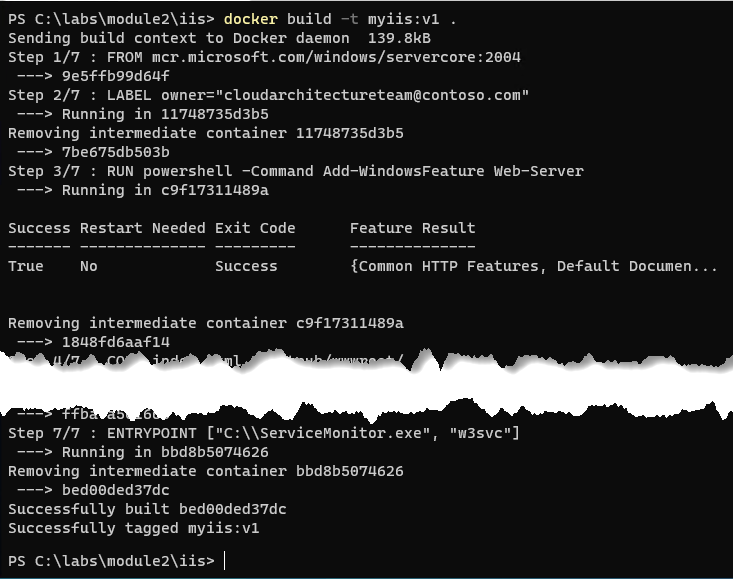 PS C:\labs\module2\iis> docker build -t myiis:v1 .
Sending build context to Docker daemon  139.8kB
Step 1/7 : FROM mcr.microsoft.com/windows/servercore:2004
 ---> 9e5ffb99d64f
Step 2/7 : LABEL owner="cloudarchitectureteam@contoso.com"
 ---> Running in 11748735d3b5
Removing intermediate container 11748735d3b5
 ---> 7be675db503b
Step 3/7 : RUN powershell -Command Add-WindowsFeature Web-Server
 ---> Running in c9f17311489a
Success Restart Needed Exit Code      Feature Result
------- -------------- ---------      --------------
True    No             Success        {Common HTTP Features, Default Documen...
Removing intermediate container c9f17311489a
 ---> 1848fd6aaf14
4/7
--->
Step 7/7 : ENTRYPOINT ["C:\\ServiceMonitor.exe", "w3svc"]
 ---> Running in bbd8b5074626
Removing intermediate container bbd8b5074626
 ---> bed00ded37dc
Successfully built bed00ded37dc
Successfully tagged myiis:v1
PS C:\labs\module2\iis>